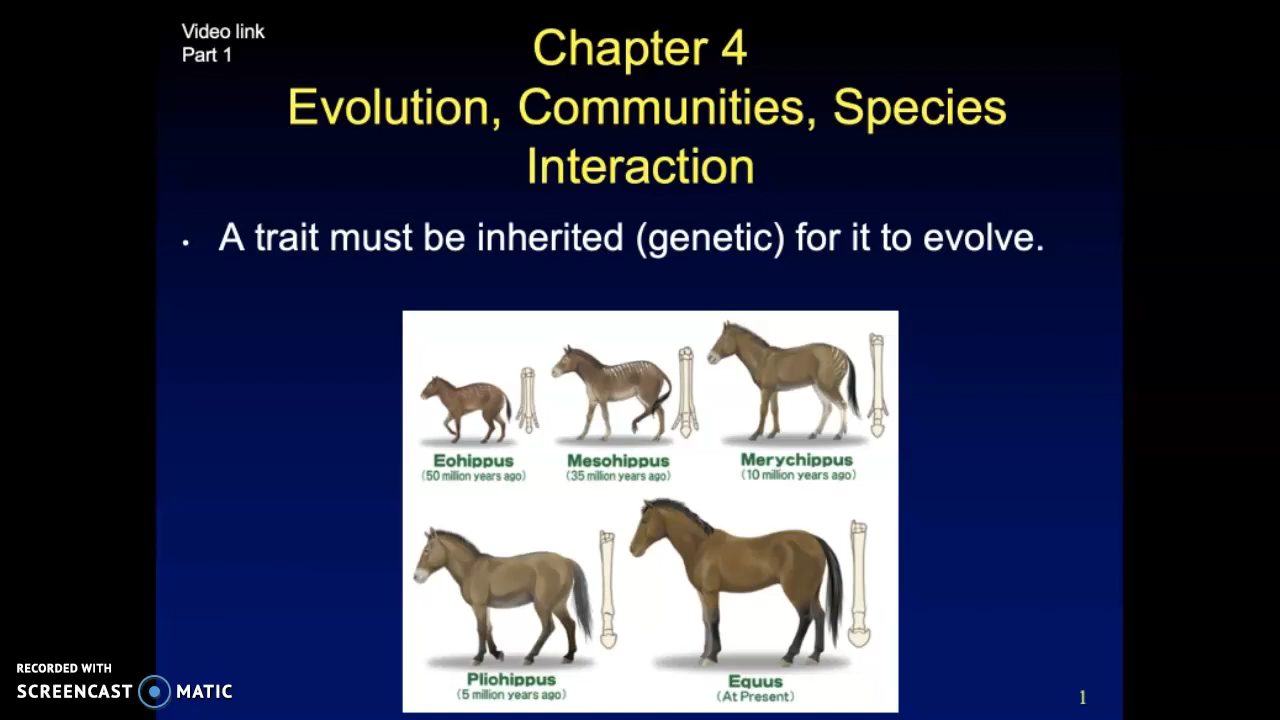 Video link
Part 1
Chapter 4
Evolution, Communities, Species
Interaction
• A trait must be inherited (genetic) for it to evolve.
Eohippus
(50 million years ago)
Mesohippus
(35 million years ago)
Merychippus
(10 million years ago)
Pliohippus
(5 million years ago)
Equus
(At Present)
RECORDED WITH
SCREENCAST MATIC
1